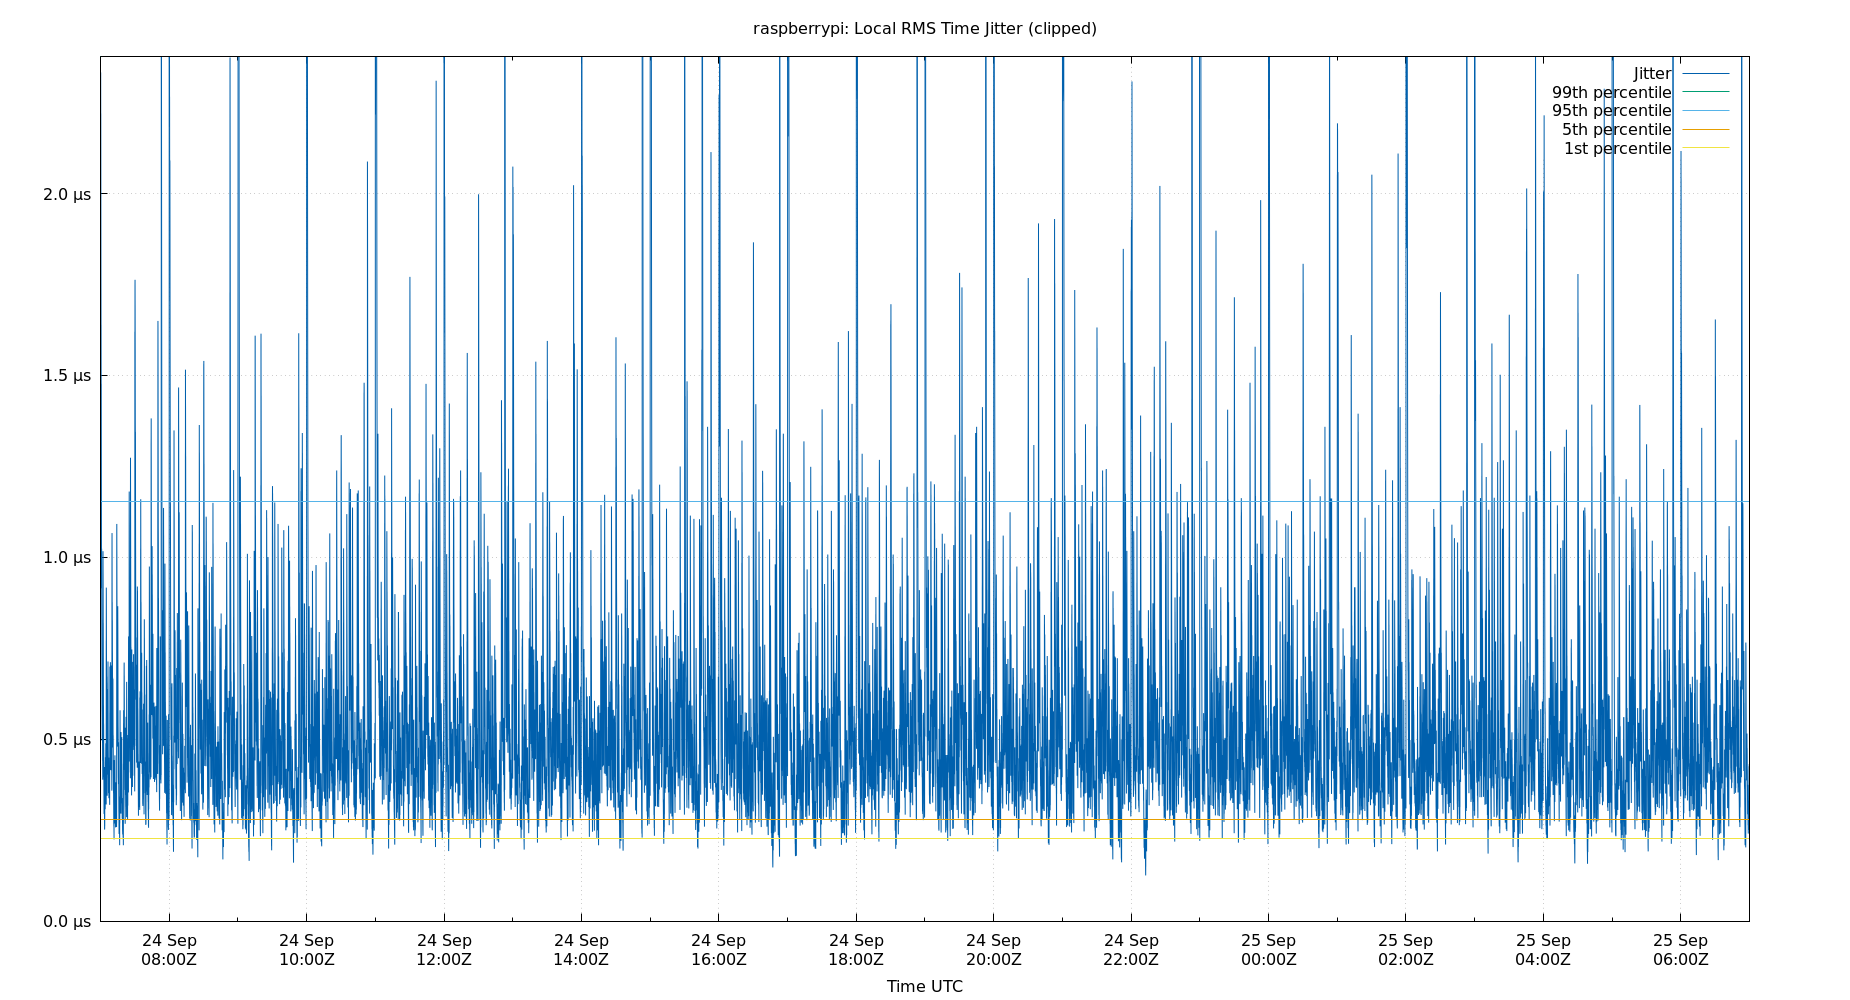 raspberrypi: Local RMS Time Jitter (clipped)
Jitter
99th percentile
95th percentile
5th percentile
1st percentile
2.0 μs
1.5 μs
1.0 μs
0.5 μs
0.0 μs
24 Sep 24 Sep 24 Sep 24 Sep 24 Sep 24 Sep 24 Sep 24 Sep 25 Sep 25 Sep 25 Sep 25 Sep
08:00Z 10:00Z 12:00Z 14:00Z 16:00Z 18:00Z 20:00Z 22:00Z 00:00Z 02:00Z 04:00Z 06:00Z
Time UTC